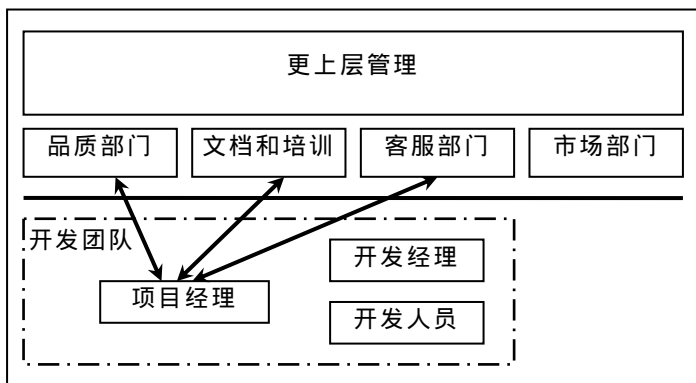 更上层管理
品质部门
文档和培训
客服部门
市场部门
开发团队
开发经理
项目经理
开发人员